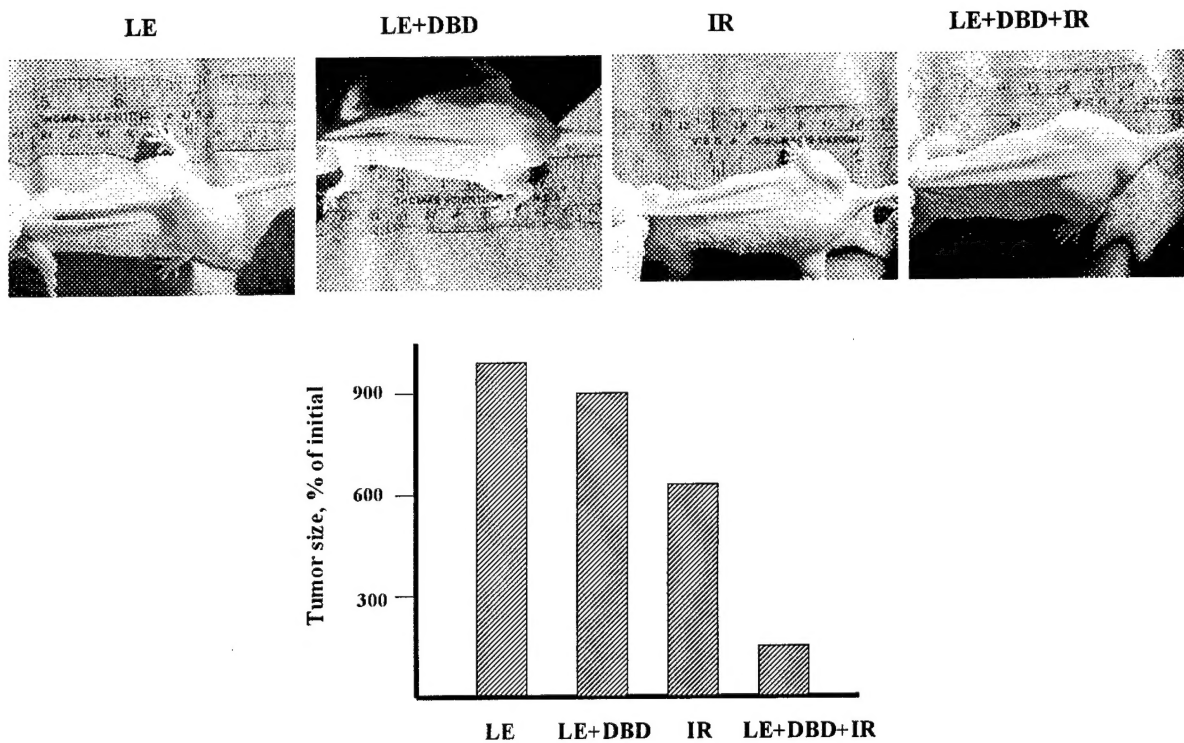 LE
LE+DBD
IR
LE+DBD+IR
Tumor size, % of initial
900
600
300
LE
LE+DBD
IR
LE+DBD+IR